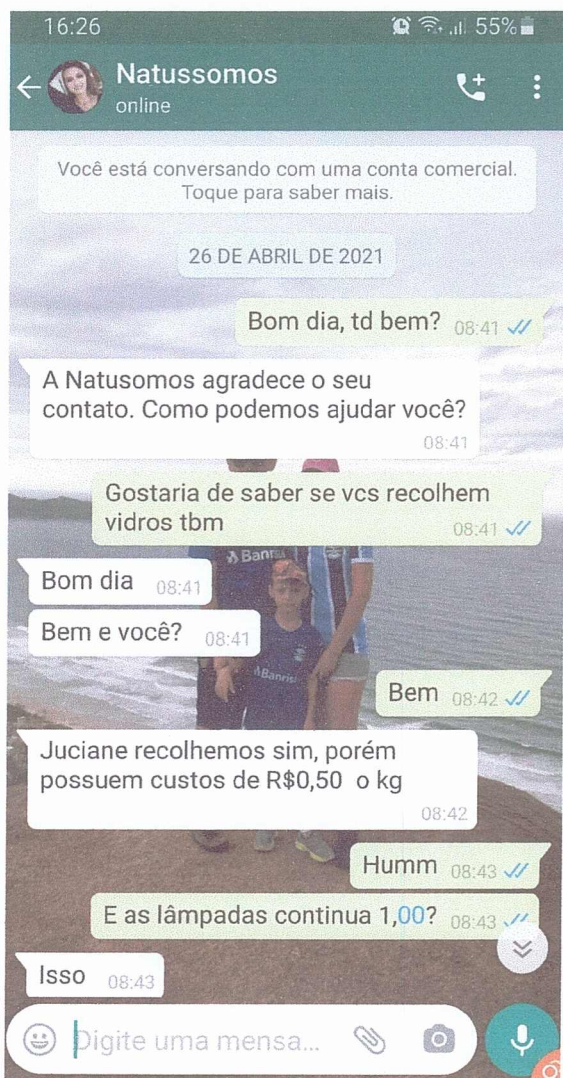 16:26 55%
Natussomos
online
Você está conversando com uma conta comercial.
Toque para saber mais.
26 DE ABRIL DE 2021
Bom dia, td bem? 08:41
A Natusomos agradece o seu
contato. Como podemos ajudar você?
08:41
Gostaria de saber se vcs recolhem
vidros tbm 08:41
Banrisul
Bom dia 08:41
Bem e você? 08:41
Banrisul
Bem 08:42
Juciane recolhemos sim, porém
possuem custos de R$0,50 o kg
08:42
Humm 08:43
E as lâmpadas continua 1,00? 08:43
Isso 08:43
Digite uma mensa...